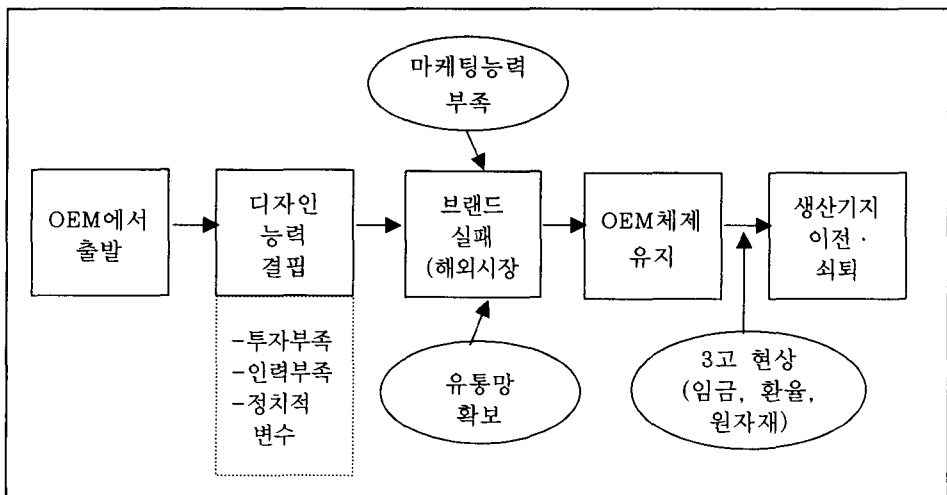 마케팅능력
부족
OEM에서
출발
디자인
능력
결핍
브랜드
실패
(해외시장
OEM체제
유지
생산기지
이전·
쇠퇴
-투자부족
-인력부족
-정치적
변수
유통망
확보
3고 현상
(임금, 환율,
원자재)